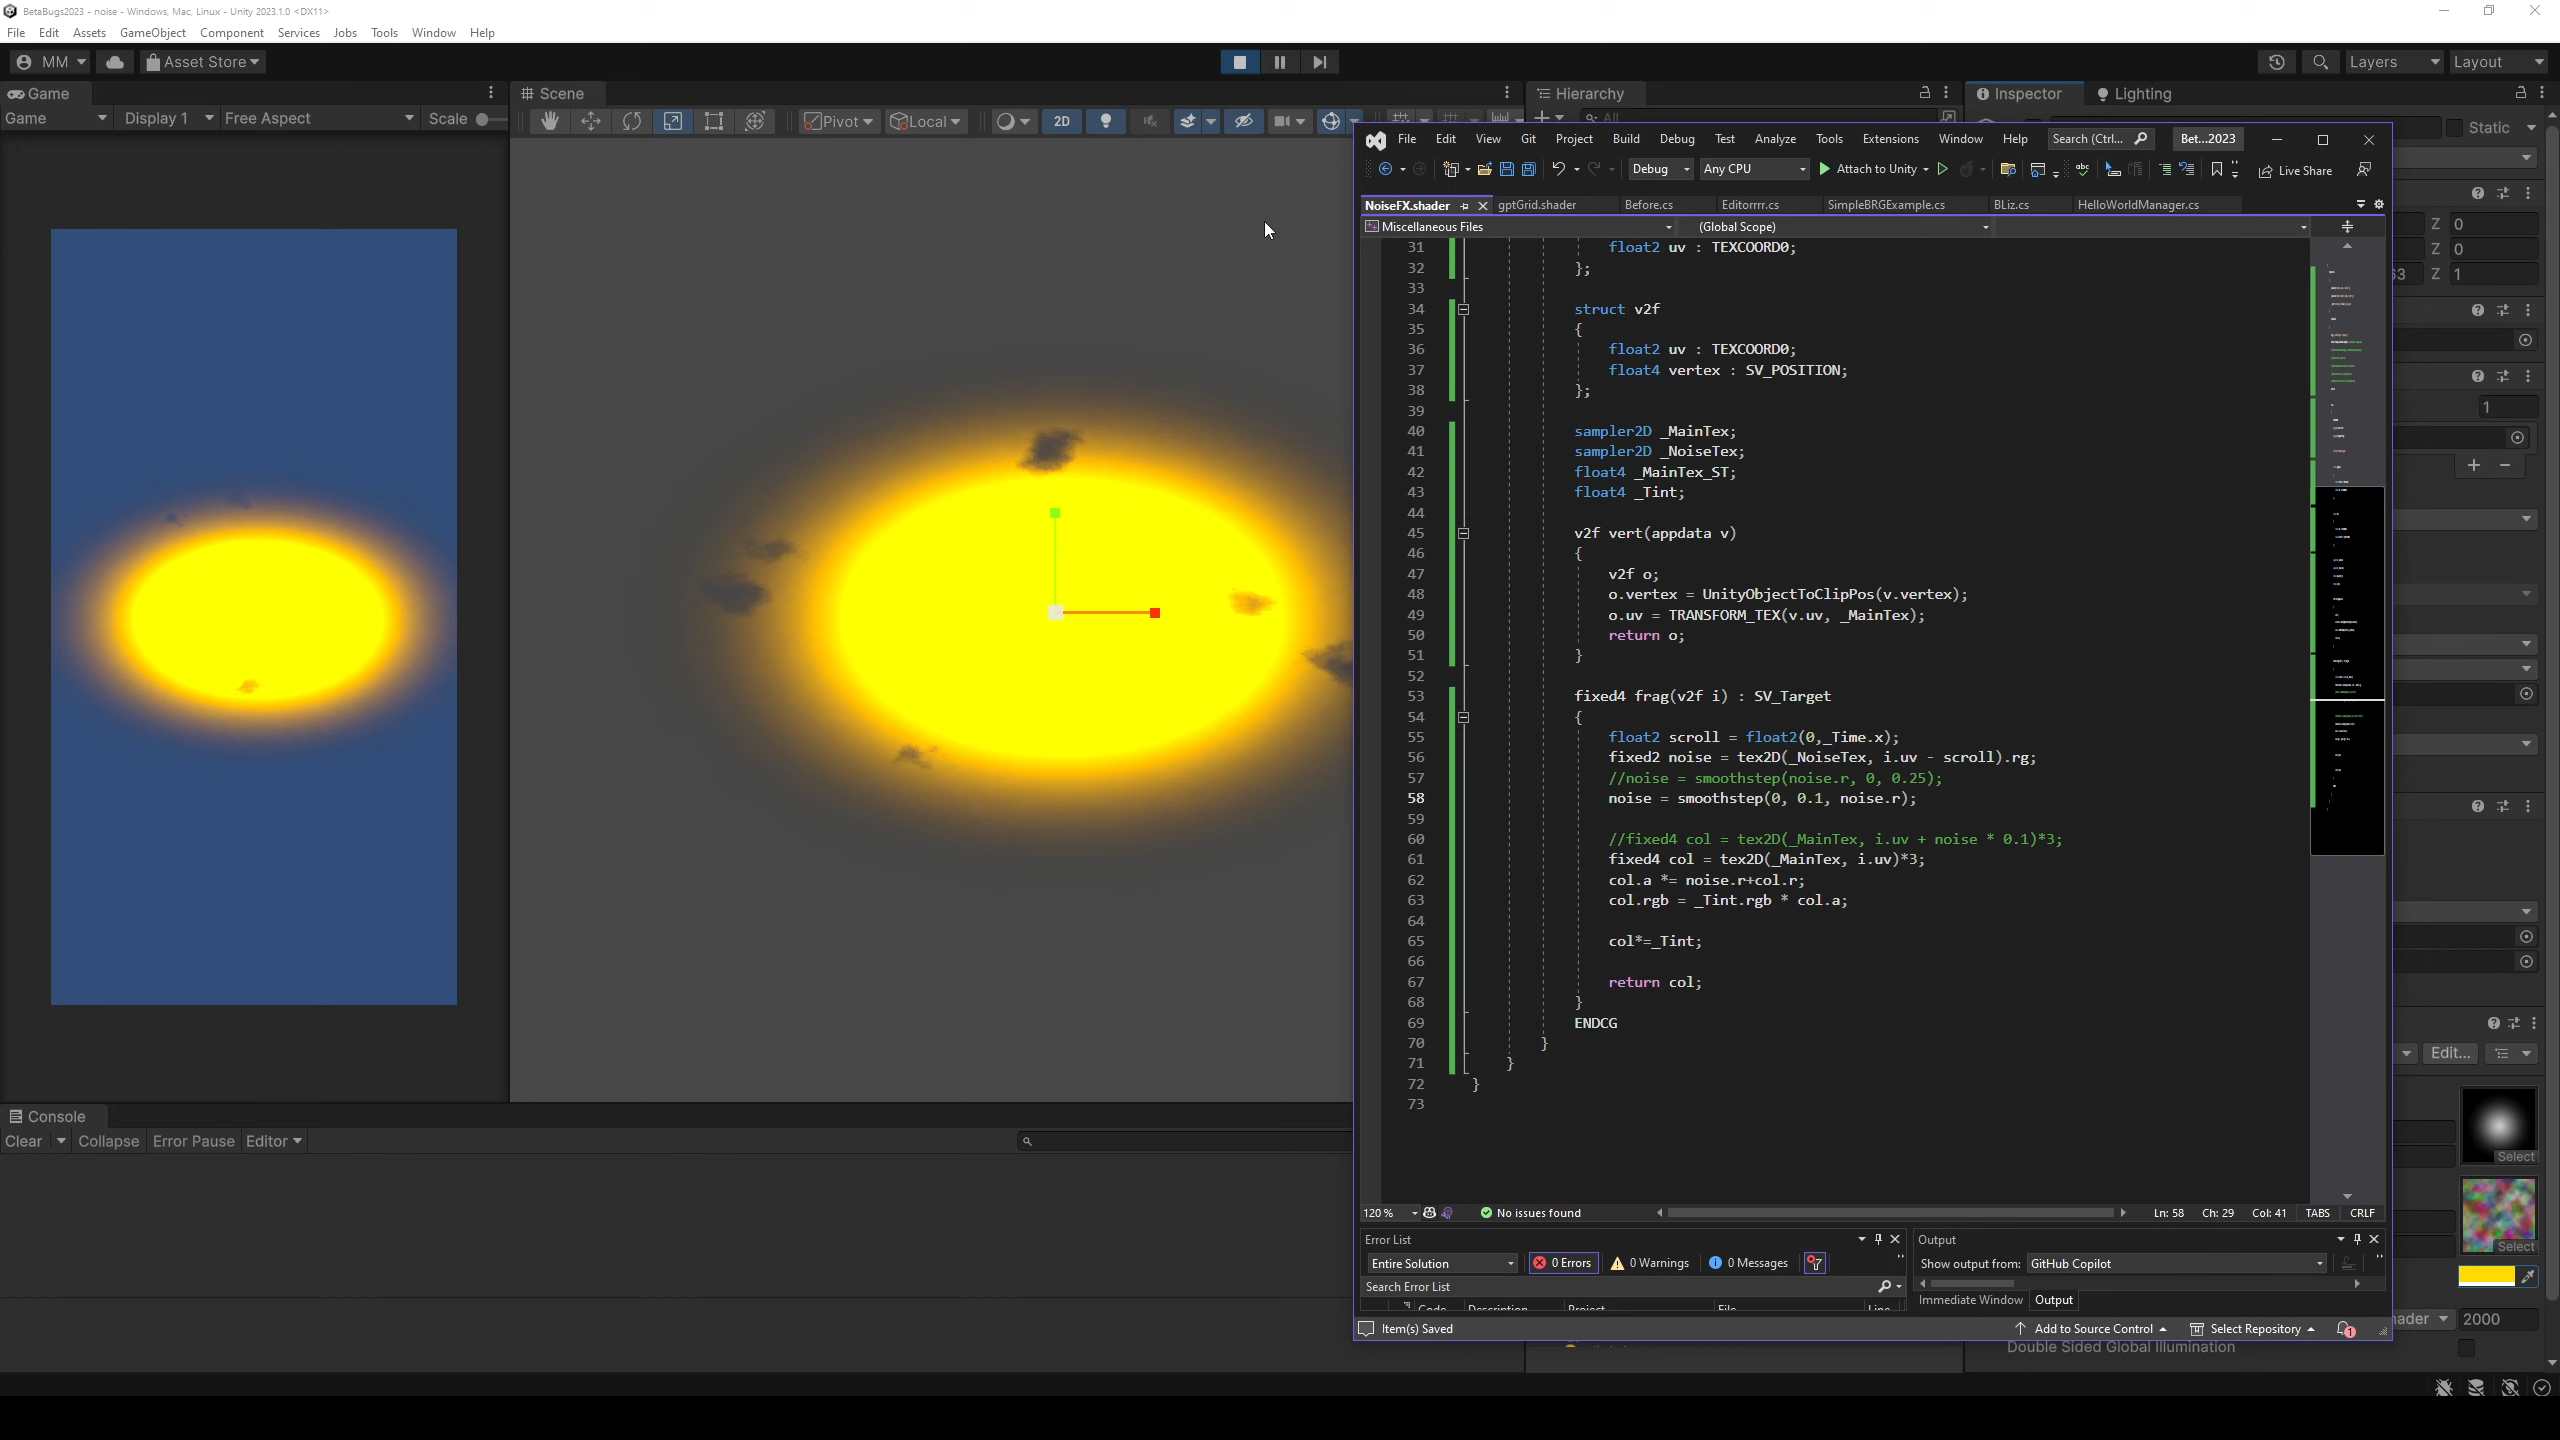 BetaBugs2023 - noise - Windows, Mac, Linux - Unity 2023.1.0 <DX11>
File Edit Assets GameObject Component Services Jobs Tools Window Help
MM Asset Store Layers Layout
Game Scene Hierarchy Inspector Lighting
Game Display 1 Free Aspect Scale Pivot Local 2D All
Static
Z 0
Z 0
63 Z 1
1
File Edit View Git Project Build Debug Test Analyze Tools Extensions Window Help Search (Ctrl... Bet...2023
Debug Any CPU Attach to Unity Live Share
NoiseFX.shader gptGrid.shader Before.cs Editorrrr.cs SimpleBRGExample.cs BLiz.cs HelloWorldManager.cs
Miscellaneous Files (Global Scope)
31 float2 uv : TEXCOORD0;
32 };
33
34 struct v2f
35 {
36 float2 uv : TEXCOORD0;
37 float4 vertex : SV_POSITION;
38 };
39
40 sampler2D _MainTex;
41 sampler2D _NoiseTex;
42 float4 _MainTex_ST;
43 float4 _Tint;
44
45 v2f vert(appdata v)
46 {
47 v2f o;
48 o.vertex = UnityObjectToClipPos(v.vertex);
49 o.uv = TRANSFORM_TEX(v.uv, _MainTex);
50 return o;
51 }
52
53 fixed4 frag(v2f i) : SV_Target
54 {
55 float2 scroll = float2(0,_Time.x);
56 fixed2 noise = tex2D(_NoiseTex, i.uv - scroll).rg;
57 //noise = smoothstep(noise.r, 0, 0.25);
58 noise = smoothstep(0, 0.1, noise.r);
59
60 //fixed4 col = tex2D(_MainTex, i.uv + noise * 0.1)*3;
61 fixed4 col = tex2D(_MainTex, i.uv)*3;
62 col.a *= noise.r+col.r;
63 col.rgb = _Tint.rgb * col.a;
64
65 col*=_Tint;
66
67 return col;
68 }
69 ENDCG
70 }
71 }
72 }
73
120 % No issues found Ln: 58 Ch: 29 Col: 41 TABS CRLF
Error List
Entire Solution 0 Errors 0 Warnings 0 Messages
Search Error List
Code Description Project File Line
Output
Show output from: GitHub Copilot
Immediate Window Output
Item(s) Saved Add to Source Control Select Repository 1
Edit...
Select
Select
ader 2000
Double Sided Global Illumination
Console
Clear Collapse Error Pause Editor